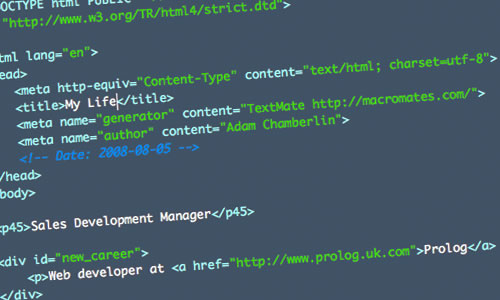 OCTYPE html PUBLIC
"http://www.w3.org/TR/html4/strict.dtd">
tml lang="en">
ead>
<meta http-equiv="Content-Type" content="text/html; charset=utf-8">
<title>My Life</title>
<meta name="generator" content="TextMate http://macromates.com/">
<meta name="author" content="Adam Chamberlin">
<!-- Date: 2008-08-05 -->
/head>
body>
<p45>Sales Development Manager</p45>
<div id="new_career">
<p>Web developer at <a href="http://www.prolog.uk.com">Prolog</a>
</div>